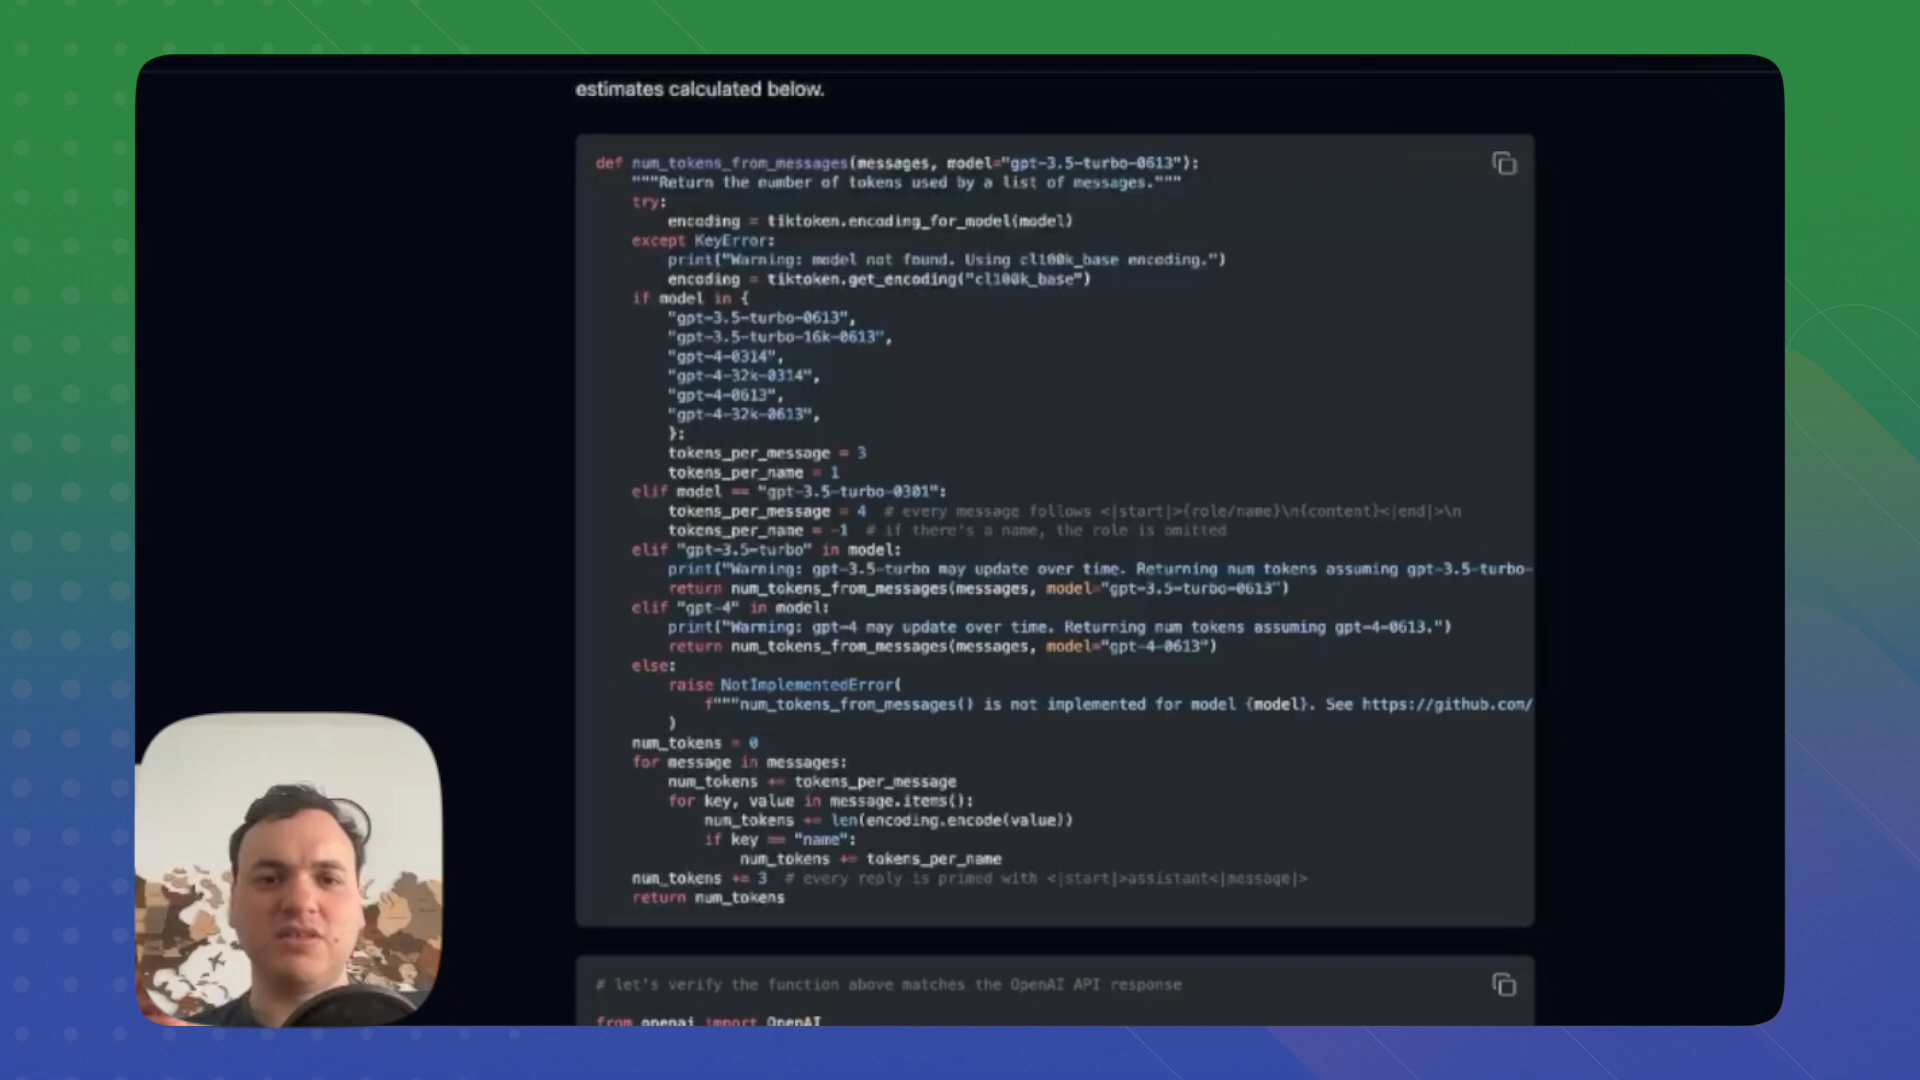 estimates calculated below.
def num_tokens_from_messages(messages, model="gpt-3.5-turbo-0613"):
"""Return the number of tokens used by a list of messages."""
try:
encoding = tiktoken.encoding_for_model(model)
except KeyError:
print("Warning: model not found. Using cl100k_base encoding.")
encoding = tiktoken.get_encoding("cl100k_base")
if model in {
"gpt-3.5-turbo-0613",
"gpt-3.5-turbo-16k-0613",
"gpt-4-0314",
"gpt-4-32k-0314",
"gpt-4-0613",
"gpt-4-32k-0613",
}:
tokens_per_message = 3
tokens_per_name = 1
elif model == "gpt-3.5-turbo-0301":
tokens_per_message = 4 # every message follows <|start|>{role/name}\n{content}<|end|>\n
tokens_per_name = -1 # if there's a name, the role is omitted
elif "gpt-3.5-turbo" in model:
print("Warning: gpt-3.5-turbo may update over time. Returning num tokens assuming gpt-3.5-turbo-
return num_tokens_from_messages(messages, model="gpt-3.5-turbo-0613")
elif "gpt-4" in model:
print("Warning: gpt-4 may update over time. Returning num tokens assuming gpt-4-0613.")
return num_tokens_from_messages(messages, model="gpt-4-0613")
else:
raise NotImplementedError(
f"""num_tokens_from_messages() is not implemented for model {model}. See https://github.com/
)
num_tokens = 0
for message in messages:
num_tokens += tokens_per_message
for key, value in message.items():
num_tokens += len(encoding.encode(value))
if key == "name":
num_tokens += tokens_per_name
num_tokens += 3 # every reply is primed with <|start|>assistant<|message|>
return num_tokens
# let's verify the function above matches the OpenAI API response
from openai import OpenAI